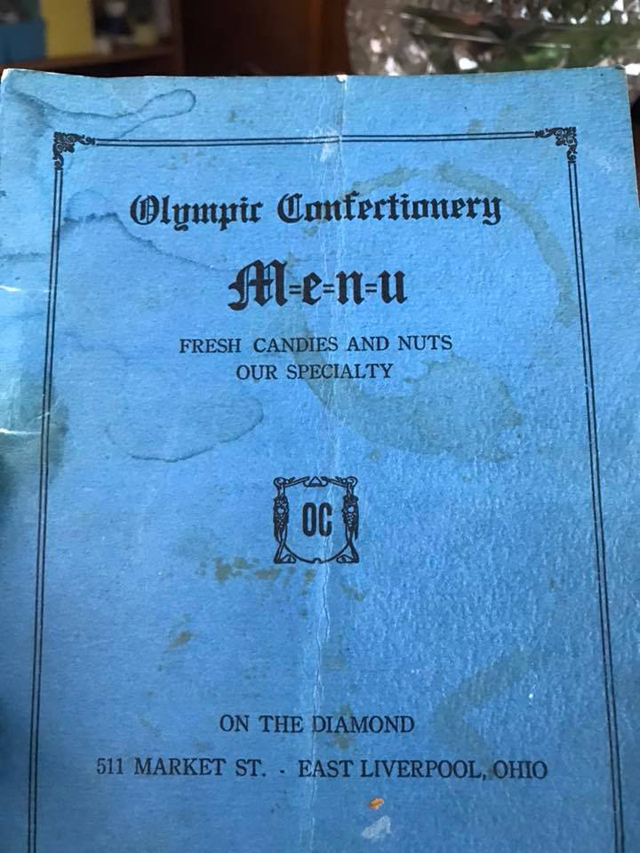 Olympic Confectionery
M=e=n=u
FRESH CANDIES AND NUTS
OUR SPECIALTY
OC
ON THE DIAMOND
511 MARKET ST. - EAST LIVERPOOL, OHIO